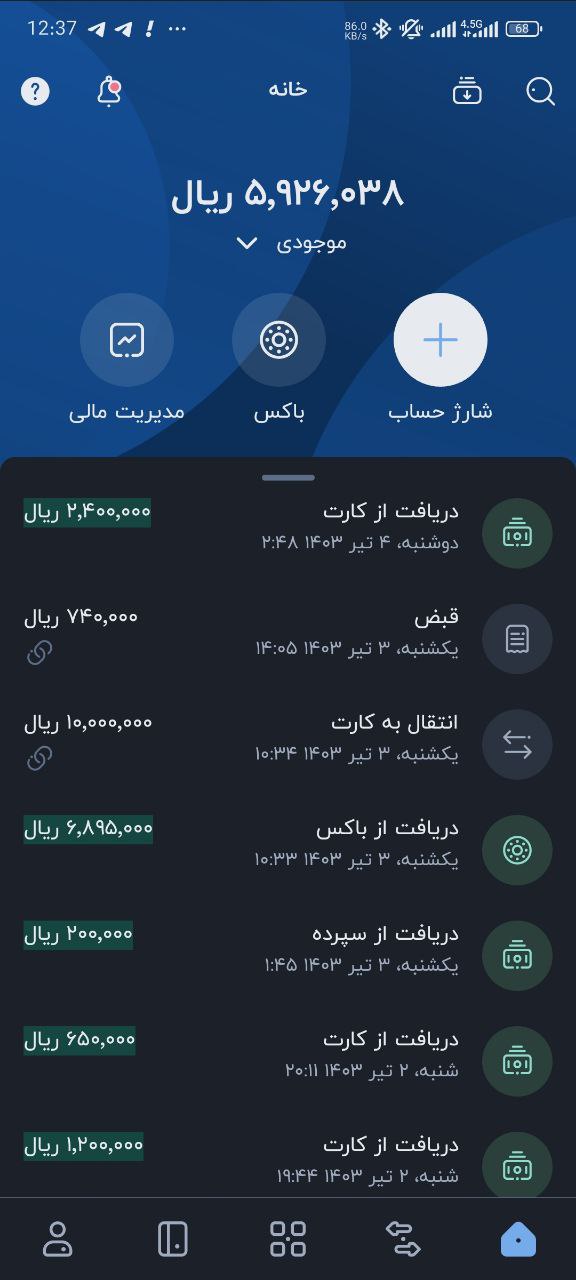 12:37
86.0
KB/s
4.5G
68
خانه
۵,۹۲۶,۰۳۸ ریال
موجودی
شارژ حساب
باکس
مدیریت مالی
دریافت از کارت
۲,۴۰۰,۰۰۰ ریال
دوشنبه، ۴ تیر ۱۴۰۳ ۲:۴۸
قبض
۷۴۰,۰۰۰ ریال
یکشنبه، ۳ تیر ۱۴۰۳ ۱۴:۰۵
انتقال به کارت
۱۰,۰۰۰,۰۰۰ ریال
یکشنبه، ۳ تیر ۱۴۰۳ ۱۰:۳۴
دریافت از باکس
۶,۸۹۵,۰۰۰ ریال
یکشنبه، ۳ تیر ۱۴۰۳ ۱۰:۳۳
دریافت از سپرده
۲۰۰,۰۰۰ ریال
یکشنبه، ۳ تیر ۱۴۰۳ ۱:۴۵
دریافت از کارت
۶۵۰,۰۰۰ ریال
شنبه، ۲ تیر ۱۴۰۳ ۲۰:۱۱
دریافت از کارت
۱,۲۰۰,۰۰۰ ریال
شنبه، ۲ تیر ۱۴۰۳ ۱۹:۴۴